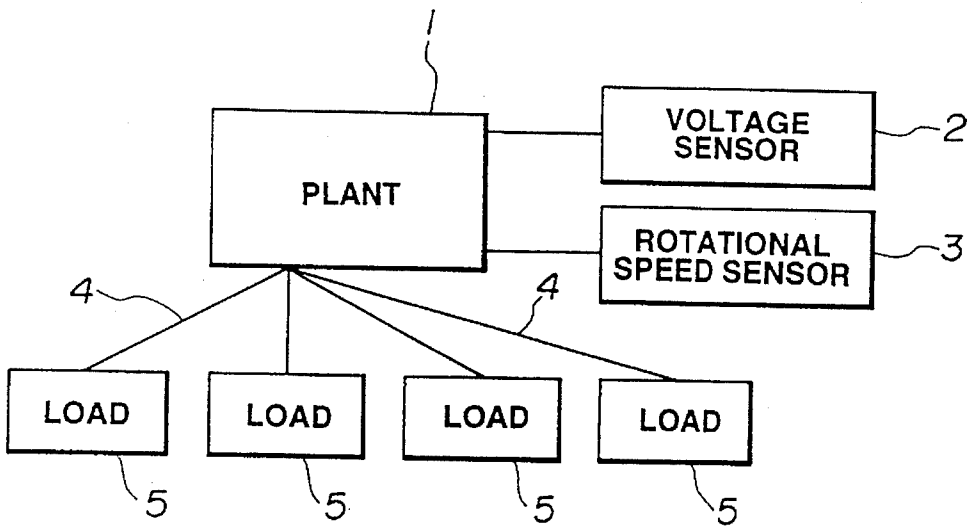 1
VOLTAGE
SENSOR
2
PLANT
ROTATIONAL
SPEED SENSOR
3
4
4
LOAD
LOAD
LOAD
LOAD
5
5
5
5